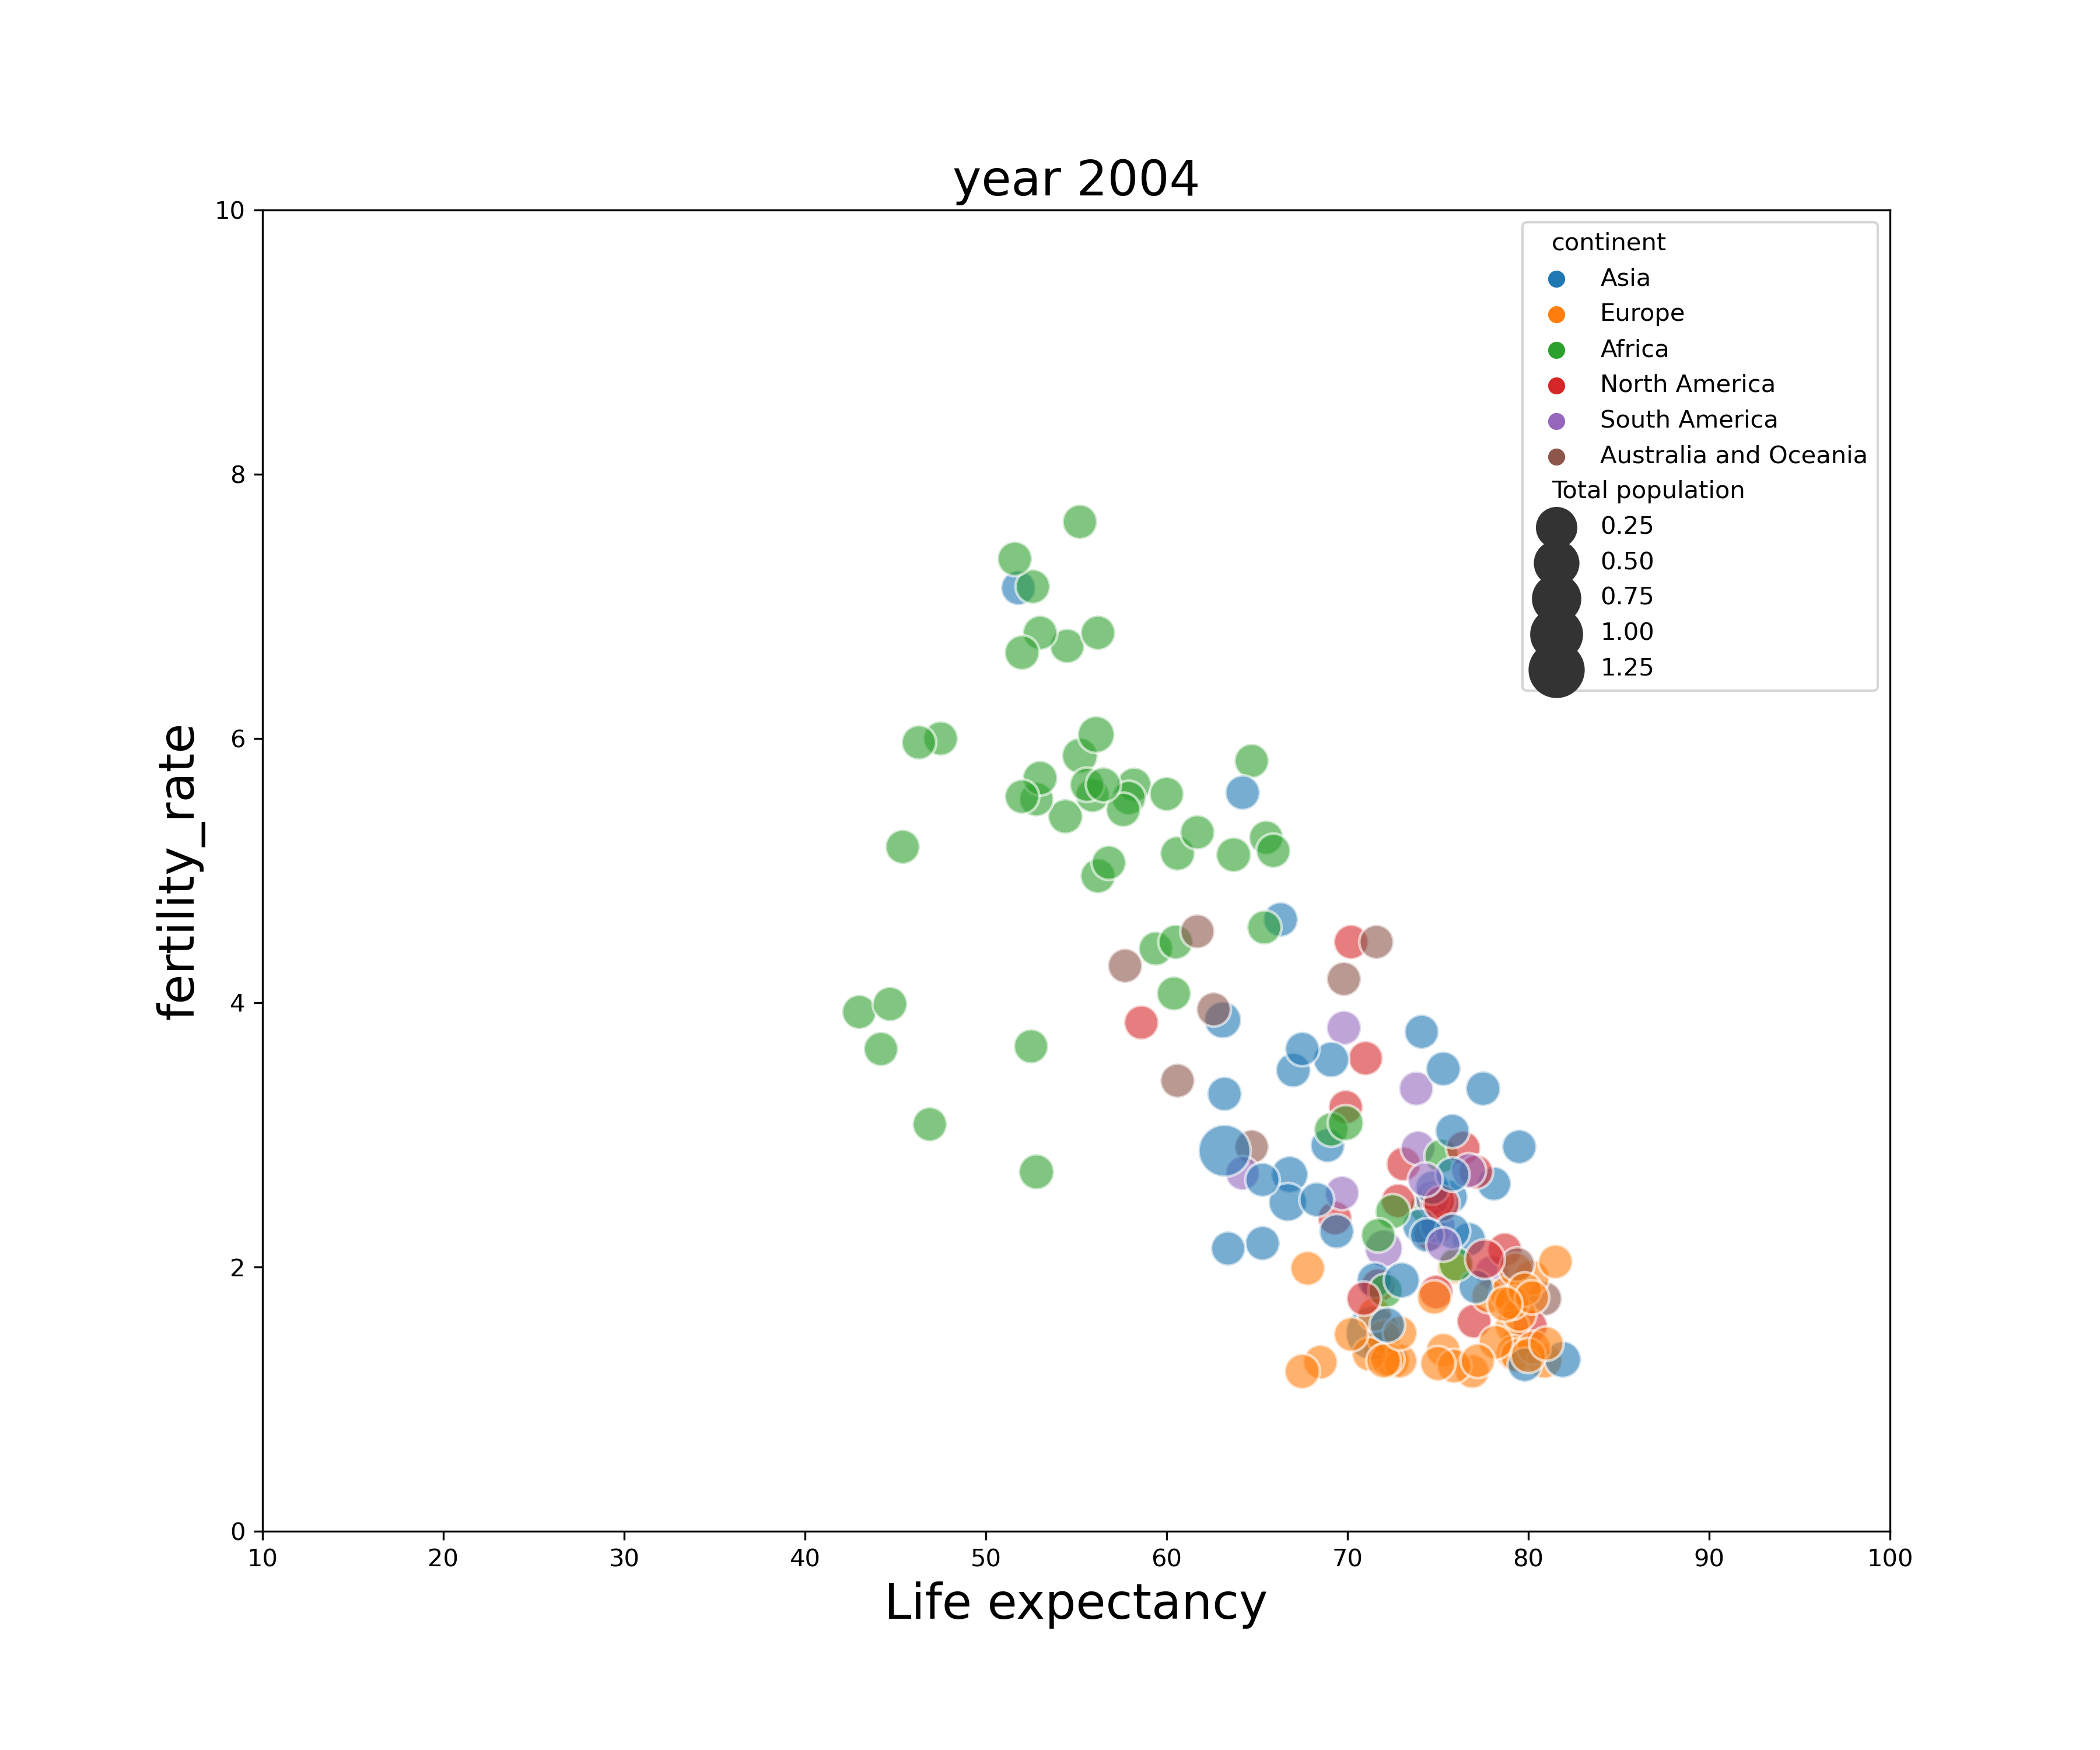 year 2004
10
8
6
4
2
0
fertility_rate
10 20 30 40 50 60 70 80 90 100
Life expectancy
continent
Asia
Europe
Africa
North America
South America
Australia and Oceania
Total population
0.25
0.50
0.75
1.00
1.25